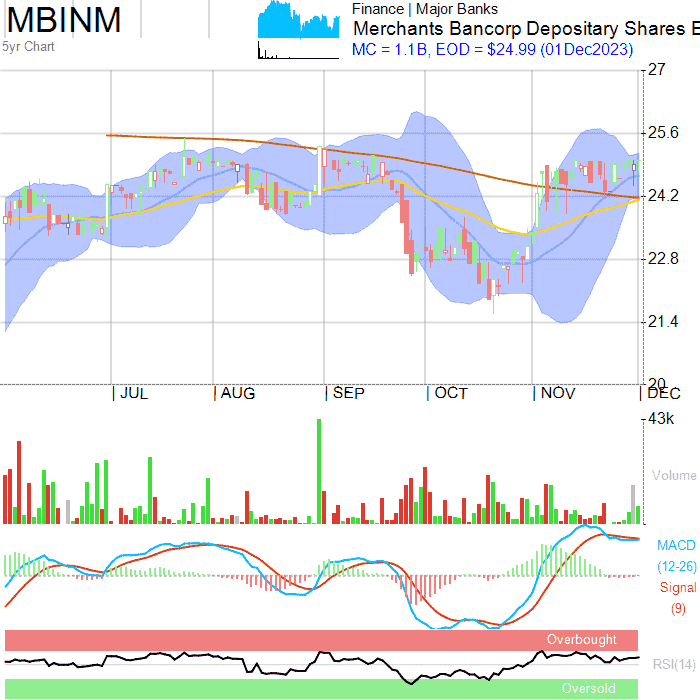 MBINM
5yr Chart
Finance | Major Banks
Merchants Bancorp Depositary Shares E
MC = 1.1B, EOD = $24.99 (01Dec2023)
27
25.6
24.2
22.8
21.4
20
JUL AUG SEP OCT NOV DEC
43k
Volume
MACD
(12-26)
Signal
(9)
Overbought
RSI(14)
Oversold